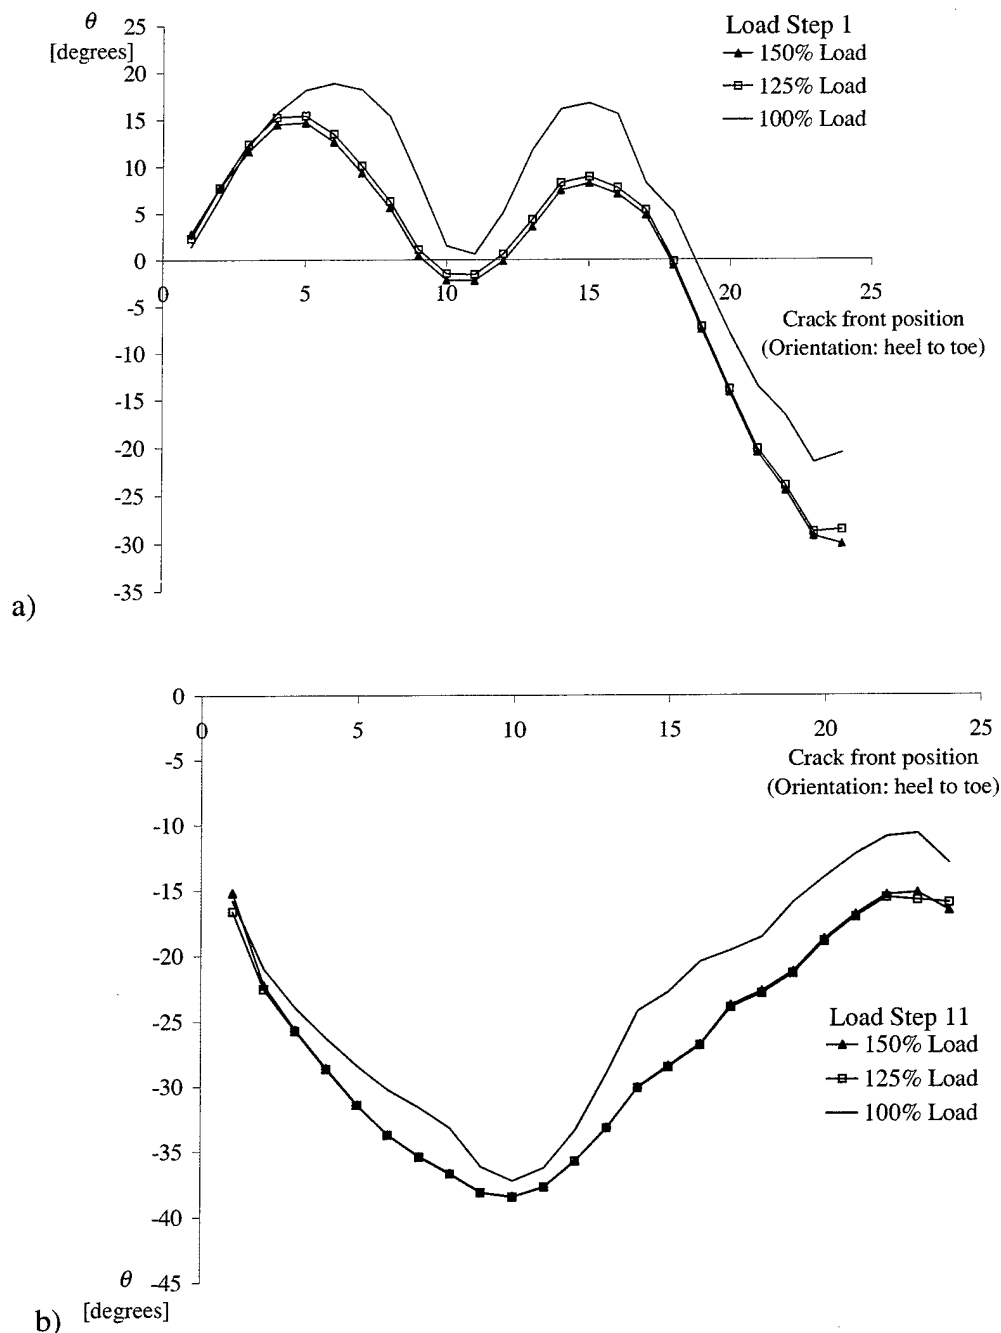 θ
[degrees]
25
20
15
10
5
0
-5
-10
-15
-20
-25
-30
-35
0
5
10
15
20
25
Load Step 1
150% Load
125% Load
100% Load
Crack front position
(Orientation: heel to toe)
a)
0
-5
-10
-15
-20
-25
-30
-35
-40
-45
0
5
10
15
20
25
Crack front position
(Orientation: heel to toe)
Load Step 11
150% Load
125% Load
100% Load
θ
[degrees]
b)